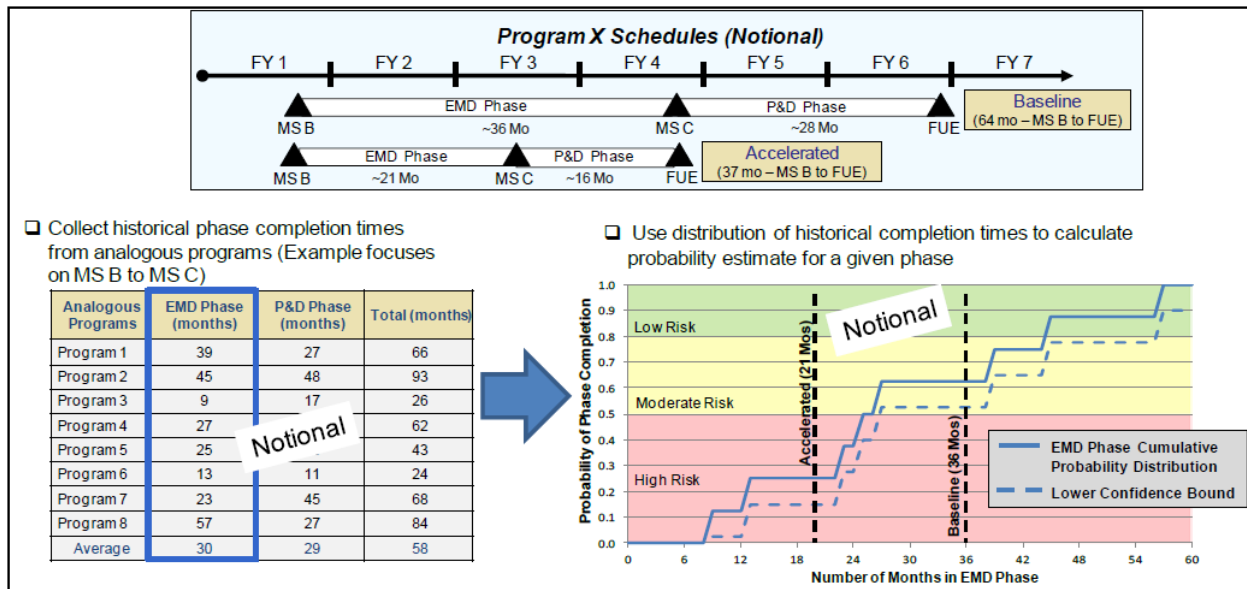 Program X Schedules (Notional)
FY 1 FY 2 FY 3 FY 4 FY 5 FY 6 FY 7
EMD Phase P&D Phase
MS B ~36 Mo MS C ~28 Mo FUE
Baseline
(64 mo – MS B to FUE)
EMD Phase P&D Phase
MS B ~21 Mo MS C ~16 Mo FUE
Accelerated
(37 mo – MS B to FUE)
❑ Collect historical phase completion times
from analogous programs (Example focuses
on MS B to MS C)
Analogous Programs EMD Phase (months) P&D Phase (months) Total (months)
Program 1 39 27 66
Program 2 45 48 93
Program 3 9 17 26
Program 4 27 62
Program 5 25 43
Program 6 13 11 24
Program 7 23 45 68
Program 8 57 27 84
Average 30 29 58
Notional
❑ Use distribution of historical completion times to calculate
probability estimate for a given phase
Probability of Phase Completion
1.0
0.9
0.8
0.7
0.6
0.5
0.4
0.3
0.2
0.1
0.0
Low Risk
Moderate Risk
High Risk
Notional
Accelerated (21 Mos)
Baseline (36 Mos)
EMD Phase Cumulative
Probability Distribution
Lower Confidence Bound
0 6 12 18 24 30 36 42 48 54 60
Number of Months in EMD Phase